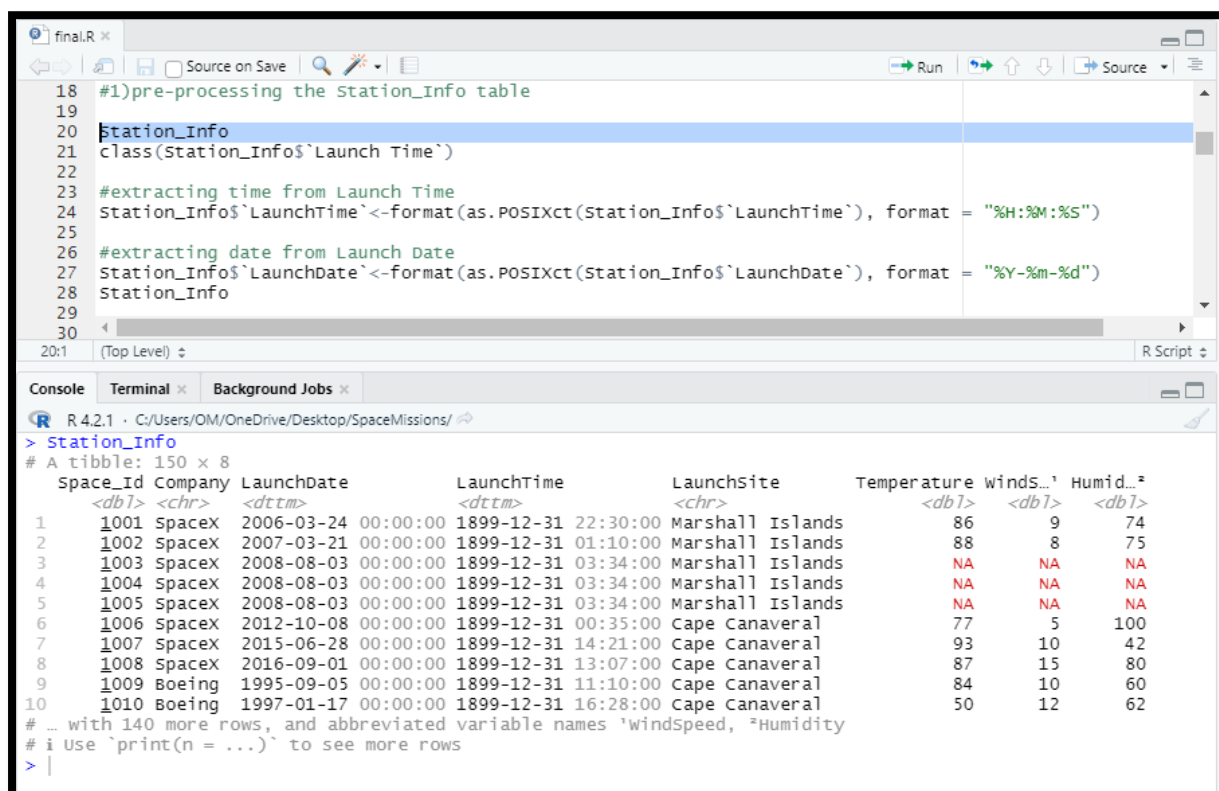 final.R ×
Source on Save Run Source
18 #1)pre-processing the Station_Info table
19
20 Station_Info
21 class(Station_Info$`Launch Time`)
22
23 #extracting time from Launch Time
24 Station_Info$`LaunchTime`<-format(as.POSIXct(Station_Info$`LaunchTime`), format = "%H:%M:%S")
25
26 #extracting date from Launch Date
27 Station_Info$`LaunchDate`<-format(as.POSIXct(Station_Info$`LaunchDate`), format = "%Y-%m-%d")
28 Station_Info
29
30
20:1 (Top Level) R Script
Console Terminal × Background Jobs ×
R R 4.2.1 · C:/Users/OM/OneDrive/Desktop/SpaceMissions/
> Station_Info
# A tibble: 150 × 8
Space_Id Company LaunchDate LaunchTime LaunchSite Temperature WindS…¹ Humid…²
<dbl> <chr> <dttm> <dttm> <chr> <dbl> <dbl> <dbl>
1 1001 SpaceX 2006-03-24 00:00:00 1899-12-31 22:30:00 Marshall Islands 86 9 74
2 1002 SpaceX 2007-03-21 00:00:00 1899-12-31 01:10:00 Marshall Islands 88 8 75
3 1003 SpaceX 2008-08-03 00:00:00 1899-12-31 03:34:00 Marshall Islands NA NA NA
4 1004 SpaceX 2008-08-03 00:00:00 1899-12-31 03:34:00 Marshall Islands NA NA NA
5 1005 SpaceX 2008-08-03 00:00:00 1899-12-31 03:34:00 Marshall Islands NA NA NA
6 1006 SpaceX 2012-10-08 00:00:00 1899-12-31 00:35:00 Cape Canaveral 77 5 100
7 1007 SpaceX 2015-06-28 00:00:00 1899-12-31 14:21:00 Cape Canaveral 93 10 42
8 1008 SpaceX 2016-09-01 00:00:00 1899-12-31 13:07:00 Cape Canaveral 87 15 80
9 1009 Boeing 1995-09-05 00:00:00 1899-12-31 11:10:00 Cape Canaveral 84 10 60
10 1010 Boeing 1997-01-17 00:00:00 1899-12-31 16:28:00 Cape Canaveral 50 12 62
# … with 140 more rows, and abbreviated variable names ¹WindSpeed, ²Humidity
# ℹ Use `print(n = ...)` to see more rows
>